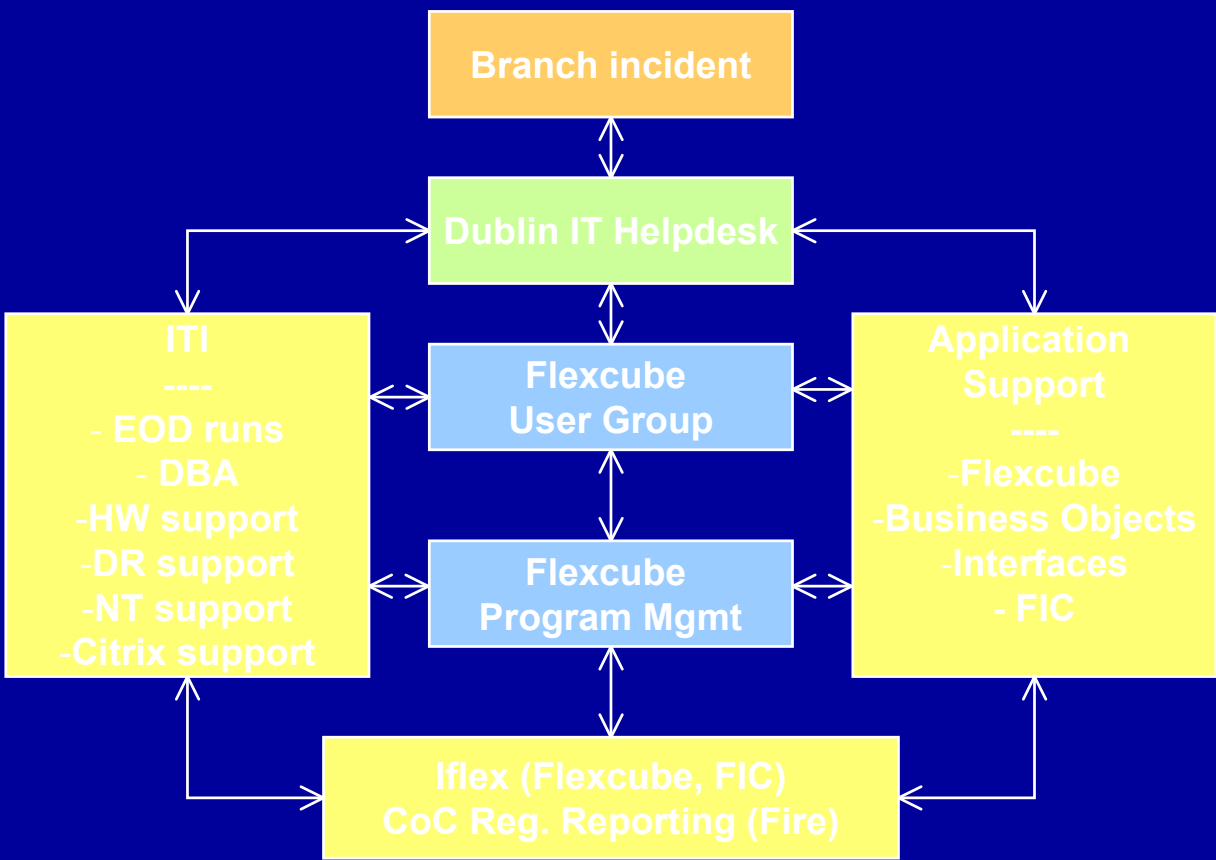 Branch incident
Dublin IT Helpdesk
ITI
----
- EOD runs
- DBA
-HW support
-DR support
-NT support
-Citrix support
Flexcube
User Group
Flexcube
Program Mgmt
Application
Support
----
-Flexcube
-Business Objects
-Interfaces
- FIC
Iflex (Flexcube, FIC)
CoC Reg. Reporting (Fire)